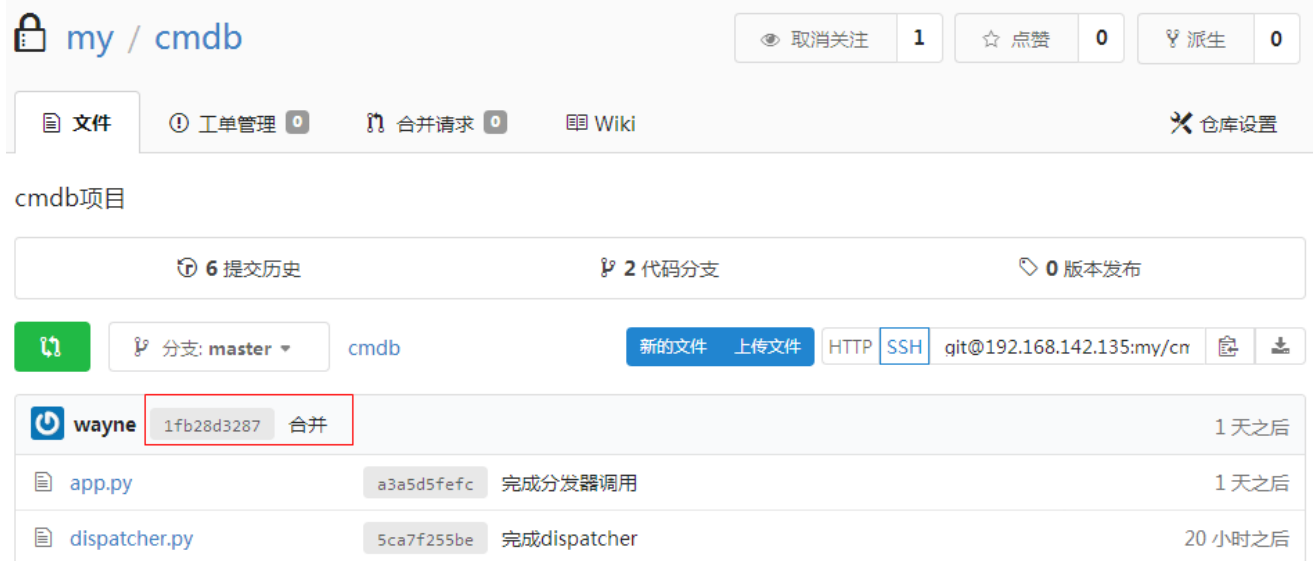 my / cmdb 取消关注 1 点赞 0 派生 0
文件 工单管理 0 合并请求 0 Wiki 仓库设置
cmdb项目
6 提交历史 2 代码分支 0 版本发布
分支: master cmdb 新的文件 上传文件 HTTP SSH git@192.168.142.135:my/cm
wayne 1fb28d3287 合并 1 天之后
app.py a3a5d5fefc 完成分发器调用 1 天之后
dispatcher.py 5ca7f255be 完成dispatcher 20 小时之后